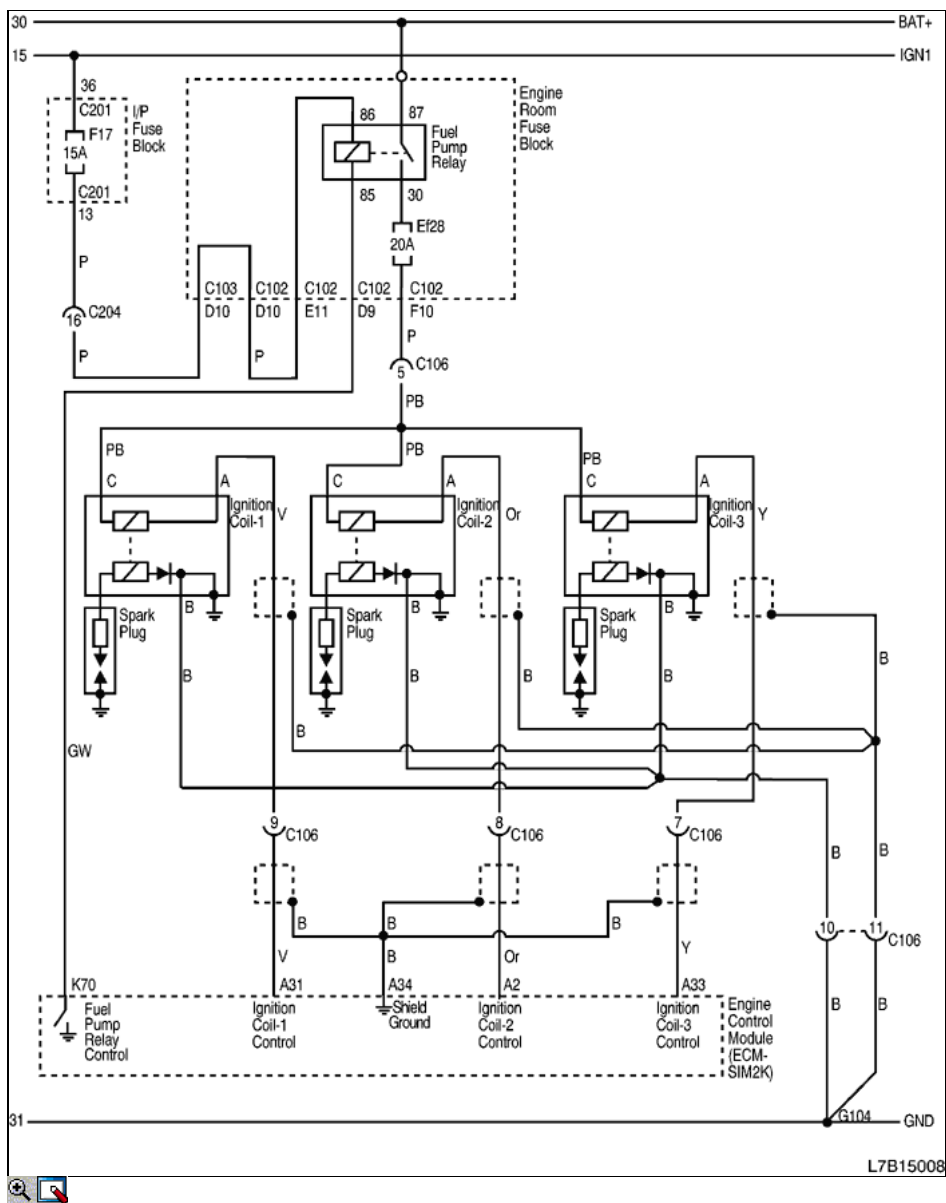 30 BAT+
15 IGN1
36
C201
I/P
Fuse
Block
F17
15A
C201
13
P
16 C204
P
86 87
Fuel
Pump
Relay
Engine
Room
Fuse
Block
85 30
Ef28
20A
C103 C102 C102 C102 C102
D10 D10 E11 D9 F10
P P
5 C106
PB
PB PB PB
C A C A C A
Ignition
Coil-1
V
Ignition
Coil-2
Or
Ignition
Coil-3
Y
B B B
Spark
Plug
Spark
Plug
Spark
Plug
B B B B B
B
GW
9 C106 8 C106 7 C106
B B
10 11 C106
B B B
B
V Or Y
B B
K70 A31 A34 A2 A33
Fuel
Pump
Relay
Control
Ignition
Coil-1
Control
Shield
Ground
Ignition
Coil-2
Control
Ignition
Coil-3
Control
Engine
Control
Module
(ECM-
SIM2K)
31 G104 GND
L7B15008